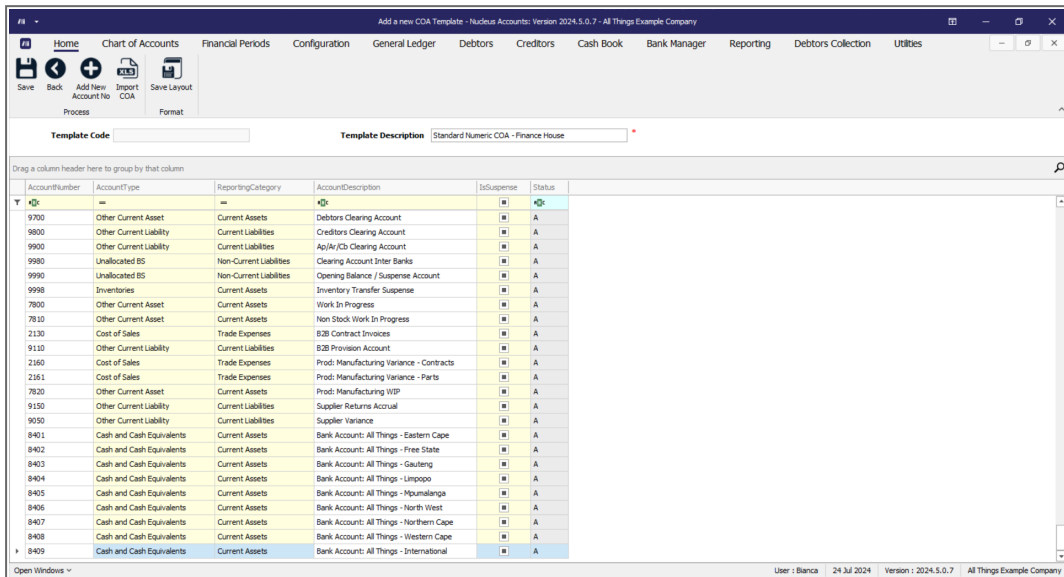 Add a new COA Template - Nucleus Accounts: Version 2024.5.0.7 - All Things Example Company
Home Chart of Accounts Financial Periods Configuration General Ledger Debtors Creditors Cash Book Bank Manager Reporting Debtors Collection Utilities
XLS
Save Back Add New Account No Import COA Save Layout
Process Format
Template Code Template Description Standard Numeric COA - Finance House *
Drag a column header here to group by that column
AccountNumber AccountType ReportingCategory AccountDescription IsSuspense Status
= =
9700 Other Current Asset Current Assets Debtors Clearing Account A
9800 Other Current Liability Current Liabilities Creditors Clearing Account A
9900 Other Current Liability Current Liabilities Ap/Ar/Cb Clearing Account A
9980 Unallocated BS Non-Current Liabilities Clearing Account Inter Banks A
9990 Unallocated BS Non-Current Liabilities Opening Balance / Suspense Account A
9998 Inventories Current Assets Inventory Transfer Suspense A
7800 Other Current Asset Current Assets Work In Progress A
7810 Other Current Asset Current Assets Non Stock Work In Progress A
2130 Cost of Sales Trade Expenses B2B Contract Invoices A
9110 Other Current Liability Current Liabilities B2B Provision Account A
2160 Cost of Sales Trade Expenses Prod: Manufacturing Variance - Contracts A
2161 Cost of Sales Trade Expenses Prod: Manufacturing Variance - Parts A
7820 Other Current Asset Current Assets Prod: Manufacturing WIP A
9150 Other Current Liability Current Liabilities Supplier Returns Accrual A
9050 Other Current Liability Current Liabilities Supplier Variance A
8401 Cash and Cash Equivalents Current Assets Bank Account: All Things - Eastern Cape A
8402 Cash and Cash Equivalents Current Assets Bank Account: All Things - Free State A
8403 Cash and Cash Equivalents Current Assets Bank Account: All Things - Gauteng A
8404 Cash and Cash Equivalents Current Assets Bank Account: All Things - Limpopo A
8405 Cash and Cash Equivalents Current Assets Bank Account: All Things - Mpumalanga A
8406 Cash and Cash Equivalents Current Assets Bank Account: All Things - North West A
8407 Cash and Cash Equivalents Current Assets Bank Account: All Things - Northern Cape A
8408 Cash and Cash Equivalents Current Assets Bank Account: All Things - Western Cape A
8409 Cash and Cash Equivalents Current Assets Bank Account: All Things - International A
Open Windows User : Bianca 24 Jul 2024 Version : 2024.5.0.7 All Things Example Company